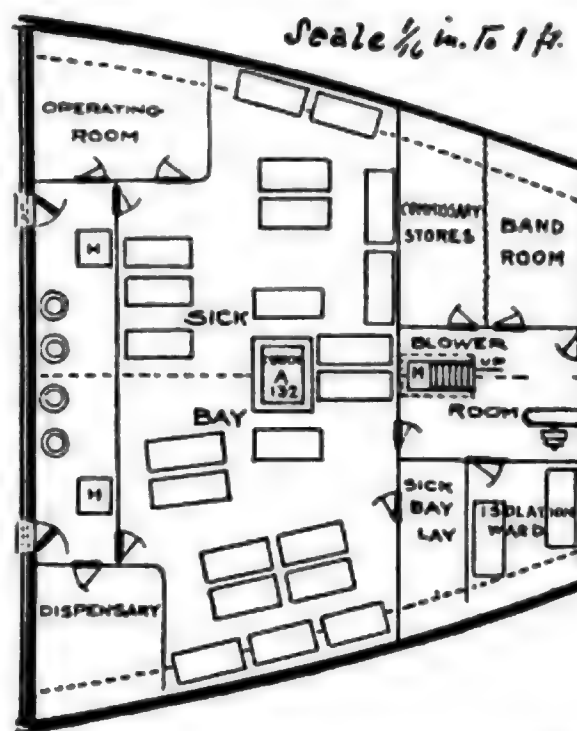 Scale 1/16 in. To 1 ft.
OPERATING
ROOM
COMMISSARY
STORES
BAND
ROOM
H
SICK
BLOWER
UP
A
132
H
BAY
ROOM
H
SICK
BAY
LAV
ISOLATION
WARD
DISPENSARY